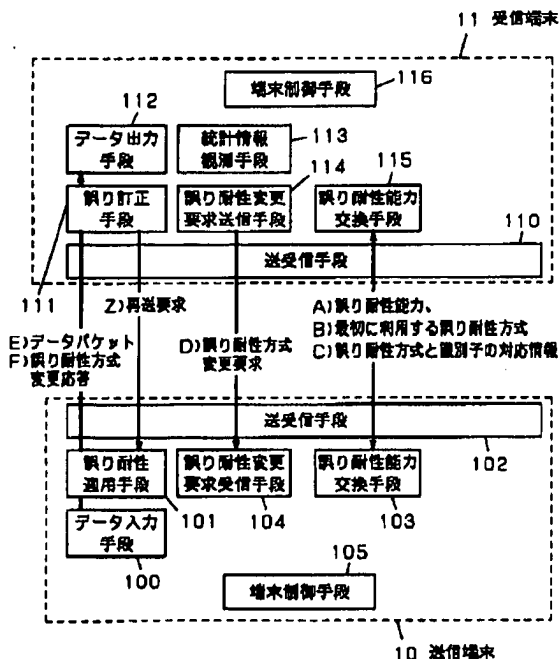 11 受信端末
116
端末制御手段
112
データ出力
手段
統計情報
観測手段
113
114
115
誤り訂正
手段
誤り耐性変更
要求送信手段
誤り耐性能力
交換手段
110
送受信手段
111
Z)再送要求
A)誤り耐性能力、
B)最初に利用する誤り耐性方式
C)誤り耐性方式と識別子の対応情報
E)データパケット
F)誤り耐性方式
変更応答
D)誤り耐性方式
変更要求
送受信手段
102
誤り耐性
適用手段
誤り耐性変更
要求受信手段
誤り耐性能力
交換手段
101
104
103
データ入力
手段
100
105
端末制御手段
10 送信端末